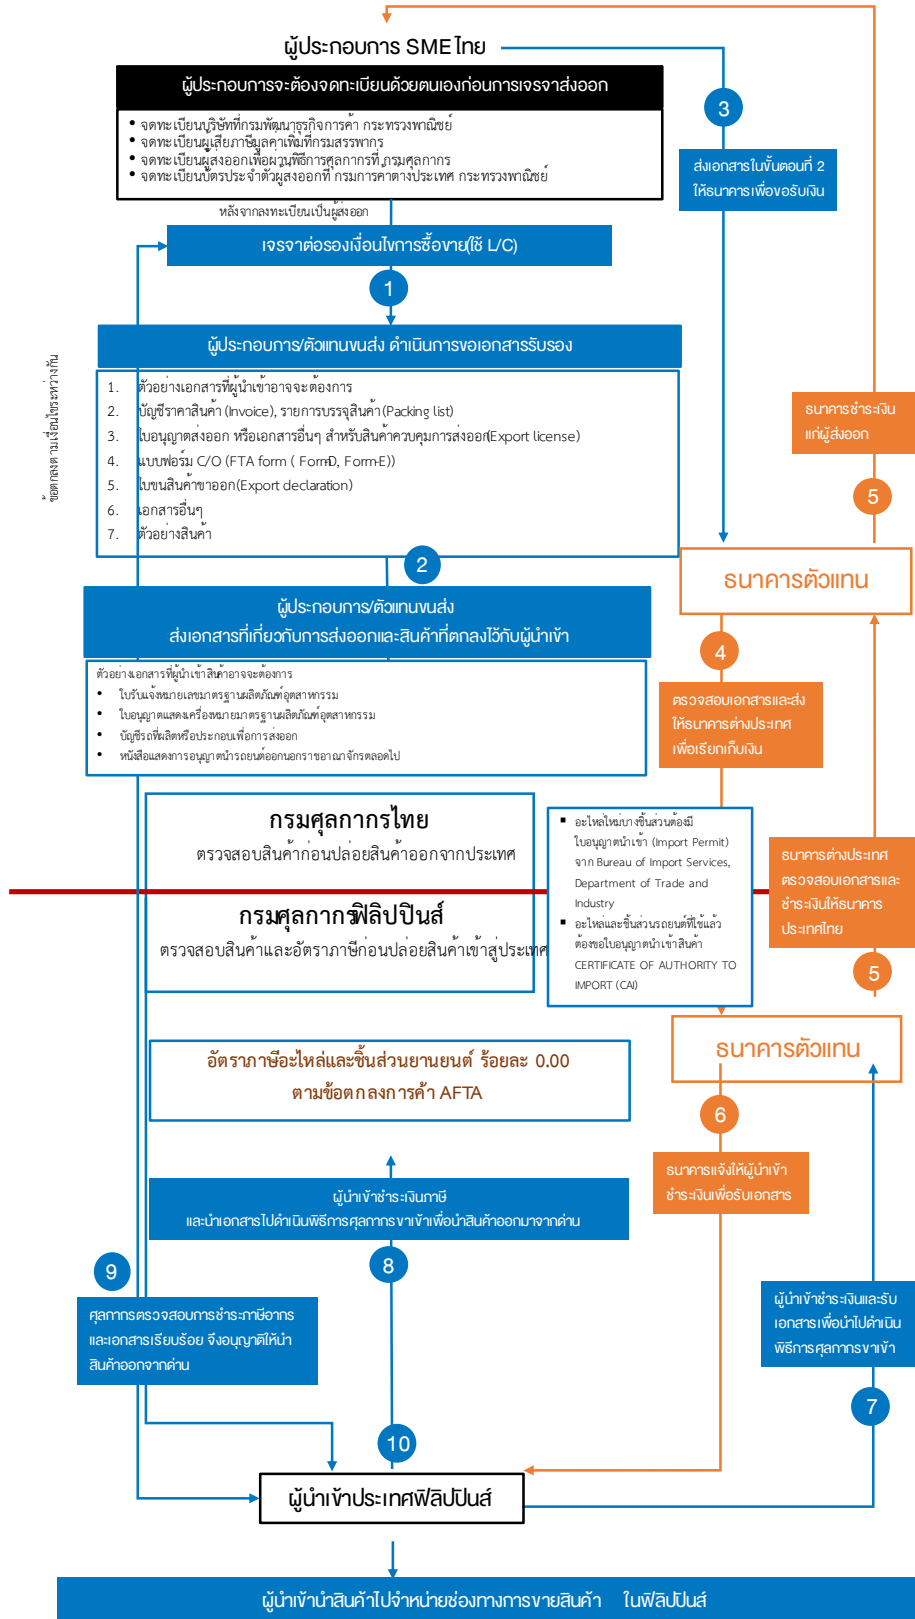 ผู้ประกอบการ SME ไทย
ผู้ประกอบการจะต้องจดทะเบียนด้วยตนเองก่อนการเจรจาส่งออก
• จดทะเบียนบริษัทที่กรมพัฒนาธุรกิจการค้า กระทรวงพาณิชย์
• จดทะเบียนผู้เสียภาษีมูลค่าเพิ่มที่กรมสรรพากร
• จดทะเบียนผู้ส่งออกเพื่อผ่านพิธีการศุลกากรที่ กรมศุลกากร
• จดทะเบียนบัตรประจำตัวผู้ส่งออกที่ กรมการค้าต่างประเทศ กระทรวงพาณิชย์
3
ส่งเอกสารในขั้นตอนที่ 2
ให้ธนาคารเพื่อขอรับเงิน
หลังจากลงทะเบียนเป็นผู้ส่งออก
เจรจาต่อรองเงื่อนไขการซื้อขาย(ใช้ L/C)
1
ผู้ประกอบการ/ตัวแทนขนส่ง ดำเนินการขอเอกสารรับรอง
1. ตัวอย่างเอกสารที่ผู้นำเข้าอาจจะต้องการ
2. บัญชีราคาสินค้า (Invoice), รายการบรรจุสินค้า (Packing list)
3. ใบอนุญาตส่งออก หรือเอกสารอื่นๆ สำหรับสินค้าควบคุมการส่งออก(Export license)
4. แบบฟอร์ม C/O (FTA form ( Form-D, Form-E))
5. ใบขนสินค้าขาออก(Export declaration)
6. เอกสารอื่นๆ
7. ตัวอย่างสินค้า
ข้อตกลงตามเงื่อนไขระหว่างกัน
ธนาคารชำระเงิน
แก่ผู้ส่งออก
5
2
ธนาคารตัวแทน
ผู้ประกอบการ/ตัวแทนขนส่ง
ส่งเอกสารที่เกี่ยวกับการส่งออกและสินค้าที่ตกลงไว้กับผู้นำเข้า
ตัวอย่างเอกสารที่ผู้นำเข้าสินค้าอาจจะต้องการ
• ใบรับแจ้งหมายเลขมาตรฐานผลิตภัณฑ์อุตสาหกรรม
• ใบอนุญาตแสดงเครื่องหมายมาตรฐานผลิตภัณฑ์อุตสาหกรรม
• บัญชีรถที่ผลิตหรือประกอบเพื่อการส่งออก
• หนังสือแสดงการอนุญาตนำรถยนต์ออกนอกราชอาณาจักรตลอดไป
4
ตรวจสอบเอกสารและส่ง
ให้ธนาคารต่างประเทศ
เพื่อเรียกเก็บเงิน
กรมศุลกากรไทย
ตรวจสอบสินค้าก่อนปล่อยสินค้าออกจากประเทศ
กรมศุลกากรฟิลิปปินส์
ตรวจสอบสินค้าและอัตราภาษีก่อนปล่อยสินค้าเข้าสู่ประเทศ
▪ อะไหล่ใหม่บางชิ้นส่วนต้องมี
ใบอนุญาตนำเข้า (Import Permit)
จาก Bureau of Import Services,
Department of Trade and
Industry
▪ อะไหล่และชิ้นส่วนรถยนต์ที่ใช้แล้ว
ต้องขอใบอนุญาตนำเข้าสินค้า
CERTIFICATE OF AUTHORITY TO
IMPORT (CAI)
ธนาคารต่างประเทศ
ตรวจสอบเอกสารและ
ชำระเงินให้ธนาคาร
ประเทศไทย
5
ธนาคารตัวแทน
อัตราภาษีอะไหล่และชิ้นส่วนยานยนต์ ร้อยละ 0.00
ตามข้อตกลงการค้า AFTA
6
ธนาคารแจ้งให้ผู้นำเข้า
ชำระเงินเพื่อรับเอกสาร
ผู้นำเข้าชำระเงินภาษี
และนำเอกสารไปดำเนินพิธีการศุลกากรขาเข้าเพื่อนำสินค้าออกมาจากด่าน
8
9
ศุลกากรตรวจสอบการชำระภาษีอากร
และเอกสารเรียบร้อย จึงอนุญาติให้นำ
สินค้าออกจากด่าน
ผู้นำเข้าชำระเงินและรับ
เอกสารเพื่อนำไปดำเนิน
พิธีการศุลกากรขาเข้า
7
10
ผู้นำเข้าประเทศฟิลิปปินส์
ผู้นำเข้านำสินค้าไปจำหน่ายช่องทางการขายสินค้า ในฟิลิปปินส์